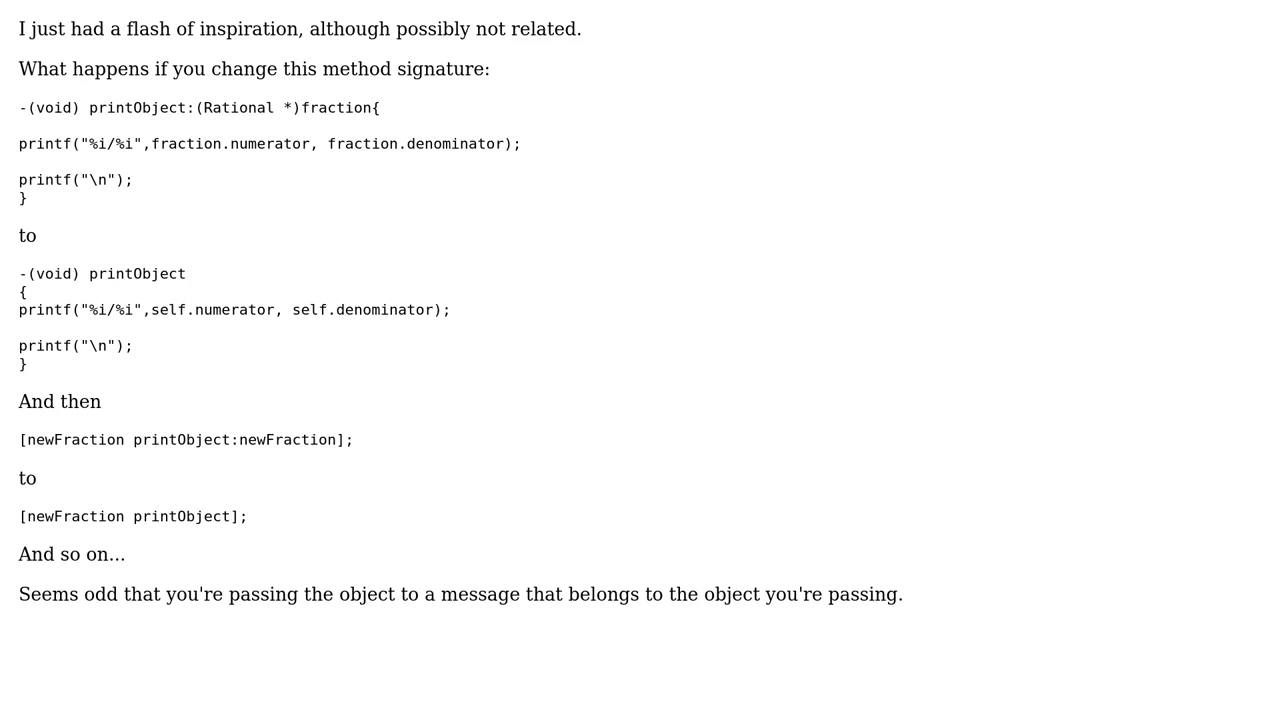 I just had a flash of inspiration, although possibly not related.
What happens if you change this method signature:
-(void) printObject:(Rational *)fraction{
printf("%i/%i",fraction.numerator, fraction.denominator);
printf("\n");
}
to
-(void) printObject
{
printf("%i/%i",self.numerator, self.denominator);
printf("\n");
}
And then
[newFraction printObject:newFraction];
to
[newFraction printObject];
And so on...
Seems odd that you're passing the object to a message that belongs to the object you're passing.